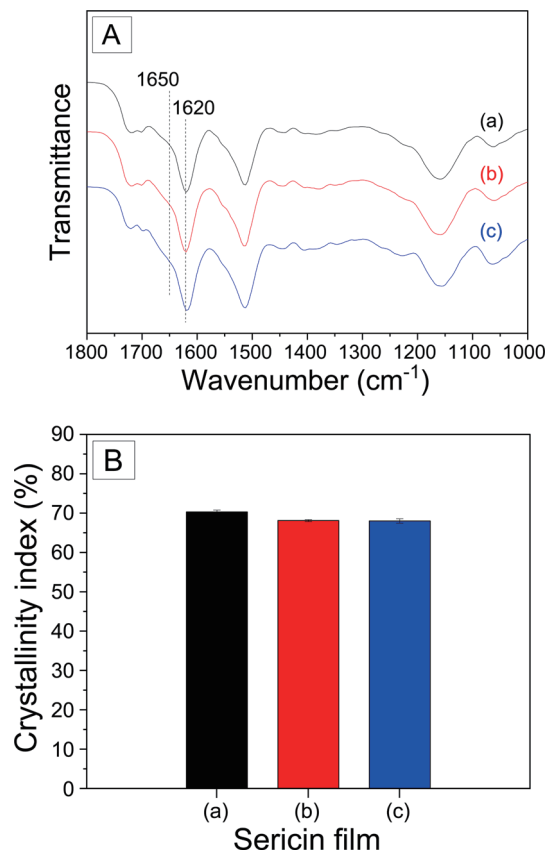 A
1650
1620
(a)
(b)
(c)
Transmittance
1800 1700 1600 1500 1400 1300 1200 1100 1000
Wavenumber (cm⁻¹)
B
90
80
70
60
50
40
30
20
10
0
Crystallinity index (%)
(a) (b) (c)
Sericin film